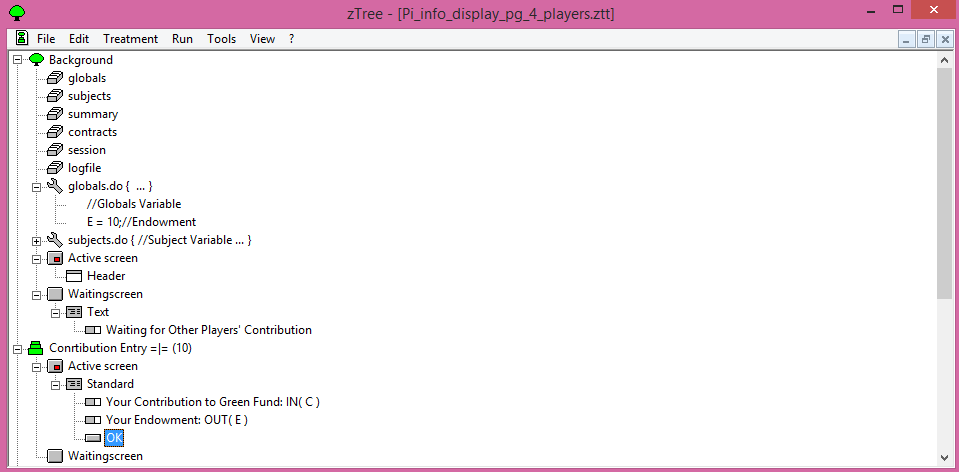 zTree - [Pi_info_display_pg_4_players.ztt]
File Edit Treatment Run Tools View ?
Background
globals
subjects
summary
contracts
session
logfile
globals.do { ... }
//Globals Variable
E = 10;//Endowment
subjects.do { //Subject Variable ... }
Active screen
Header
Waitingscreen
Text
Waiting for Other Players' Contribution
Conrtibution Entry =|= (10)
Active screen
Standard
Your Contribution to Green Fund: IN( C )
Your Endowment: OUT( E )
OK
Waitingscreen